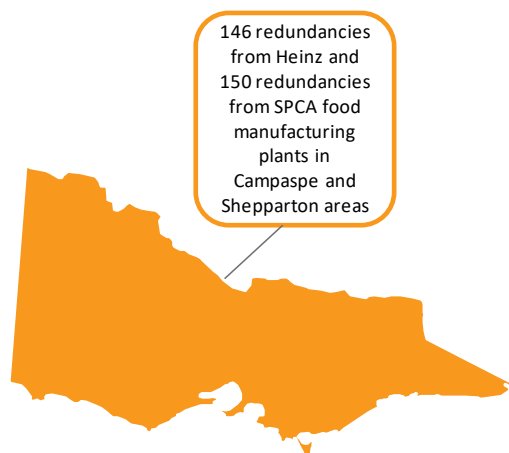 146 redundancies
from Heinz and
150 redundancies
from SPCA food
manufacturing
plants in
Campaspe and
Shepparton areas